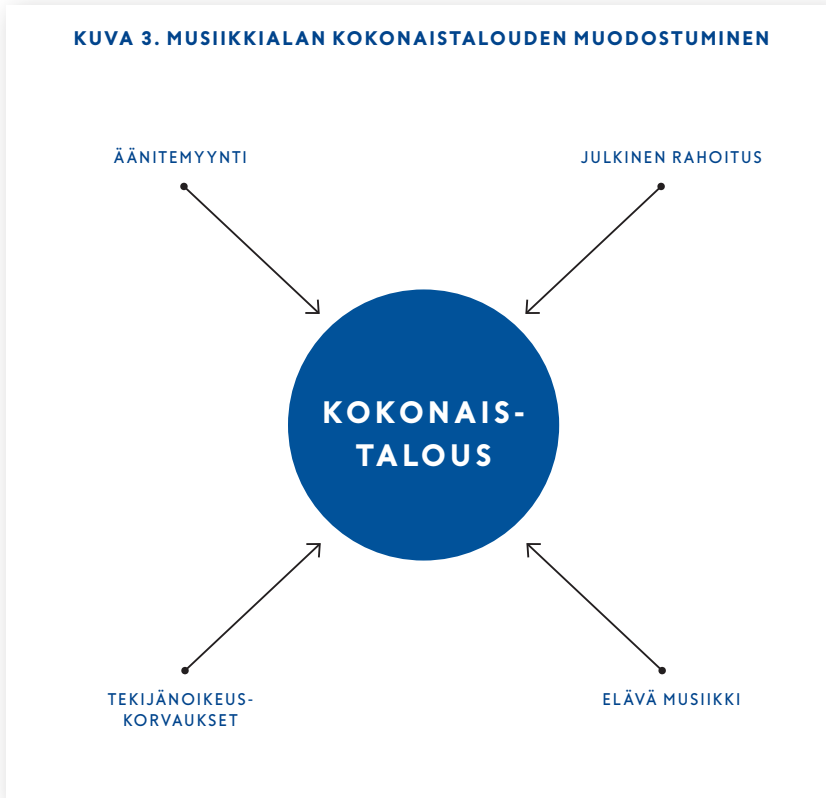 KUVA 3. MUSIIKKIALAN KOKONAISTALOUDEN MUODOSTUMINEN
ÄÄNITEMYYNTI
JULKINEN RAHOITUS
KOKONAIS-
TALOUS
TEKIJÄNOIKEUS-
KORVAUKSET
ELÄVÄ MUSIIKKI